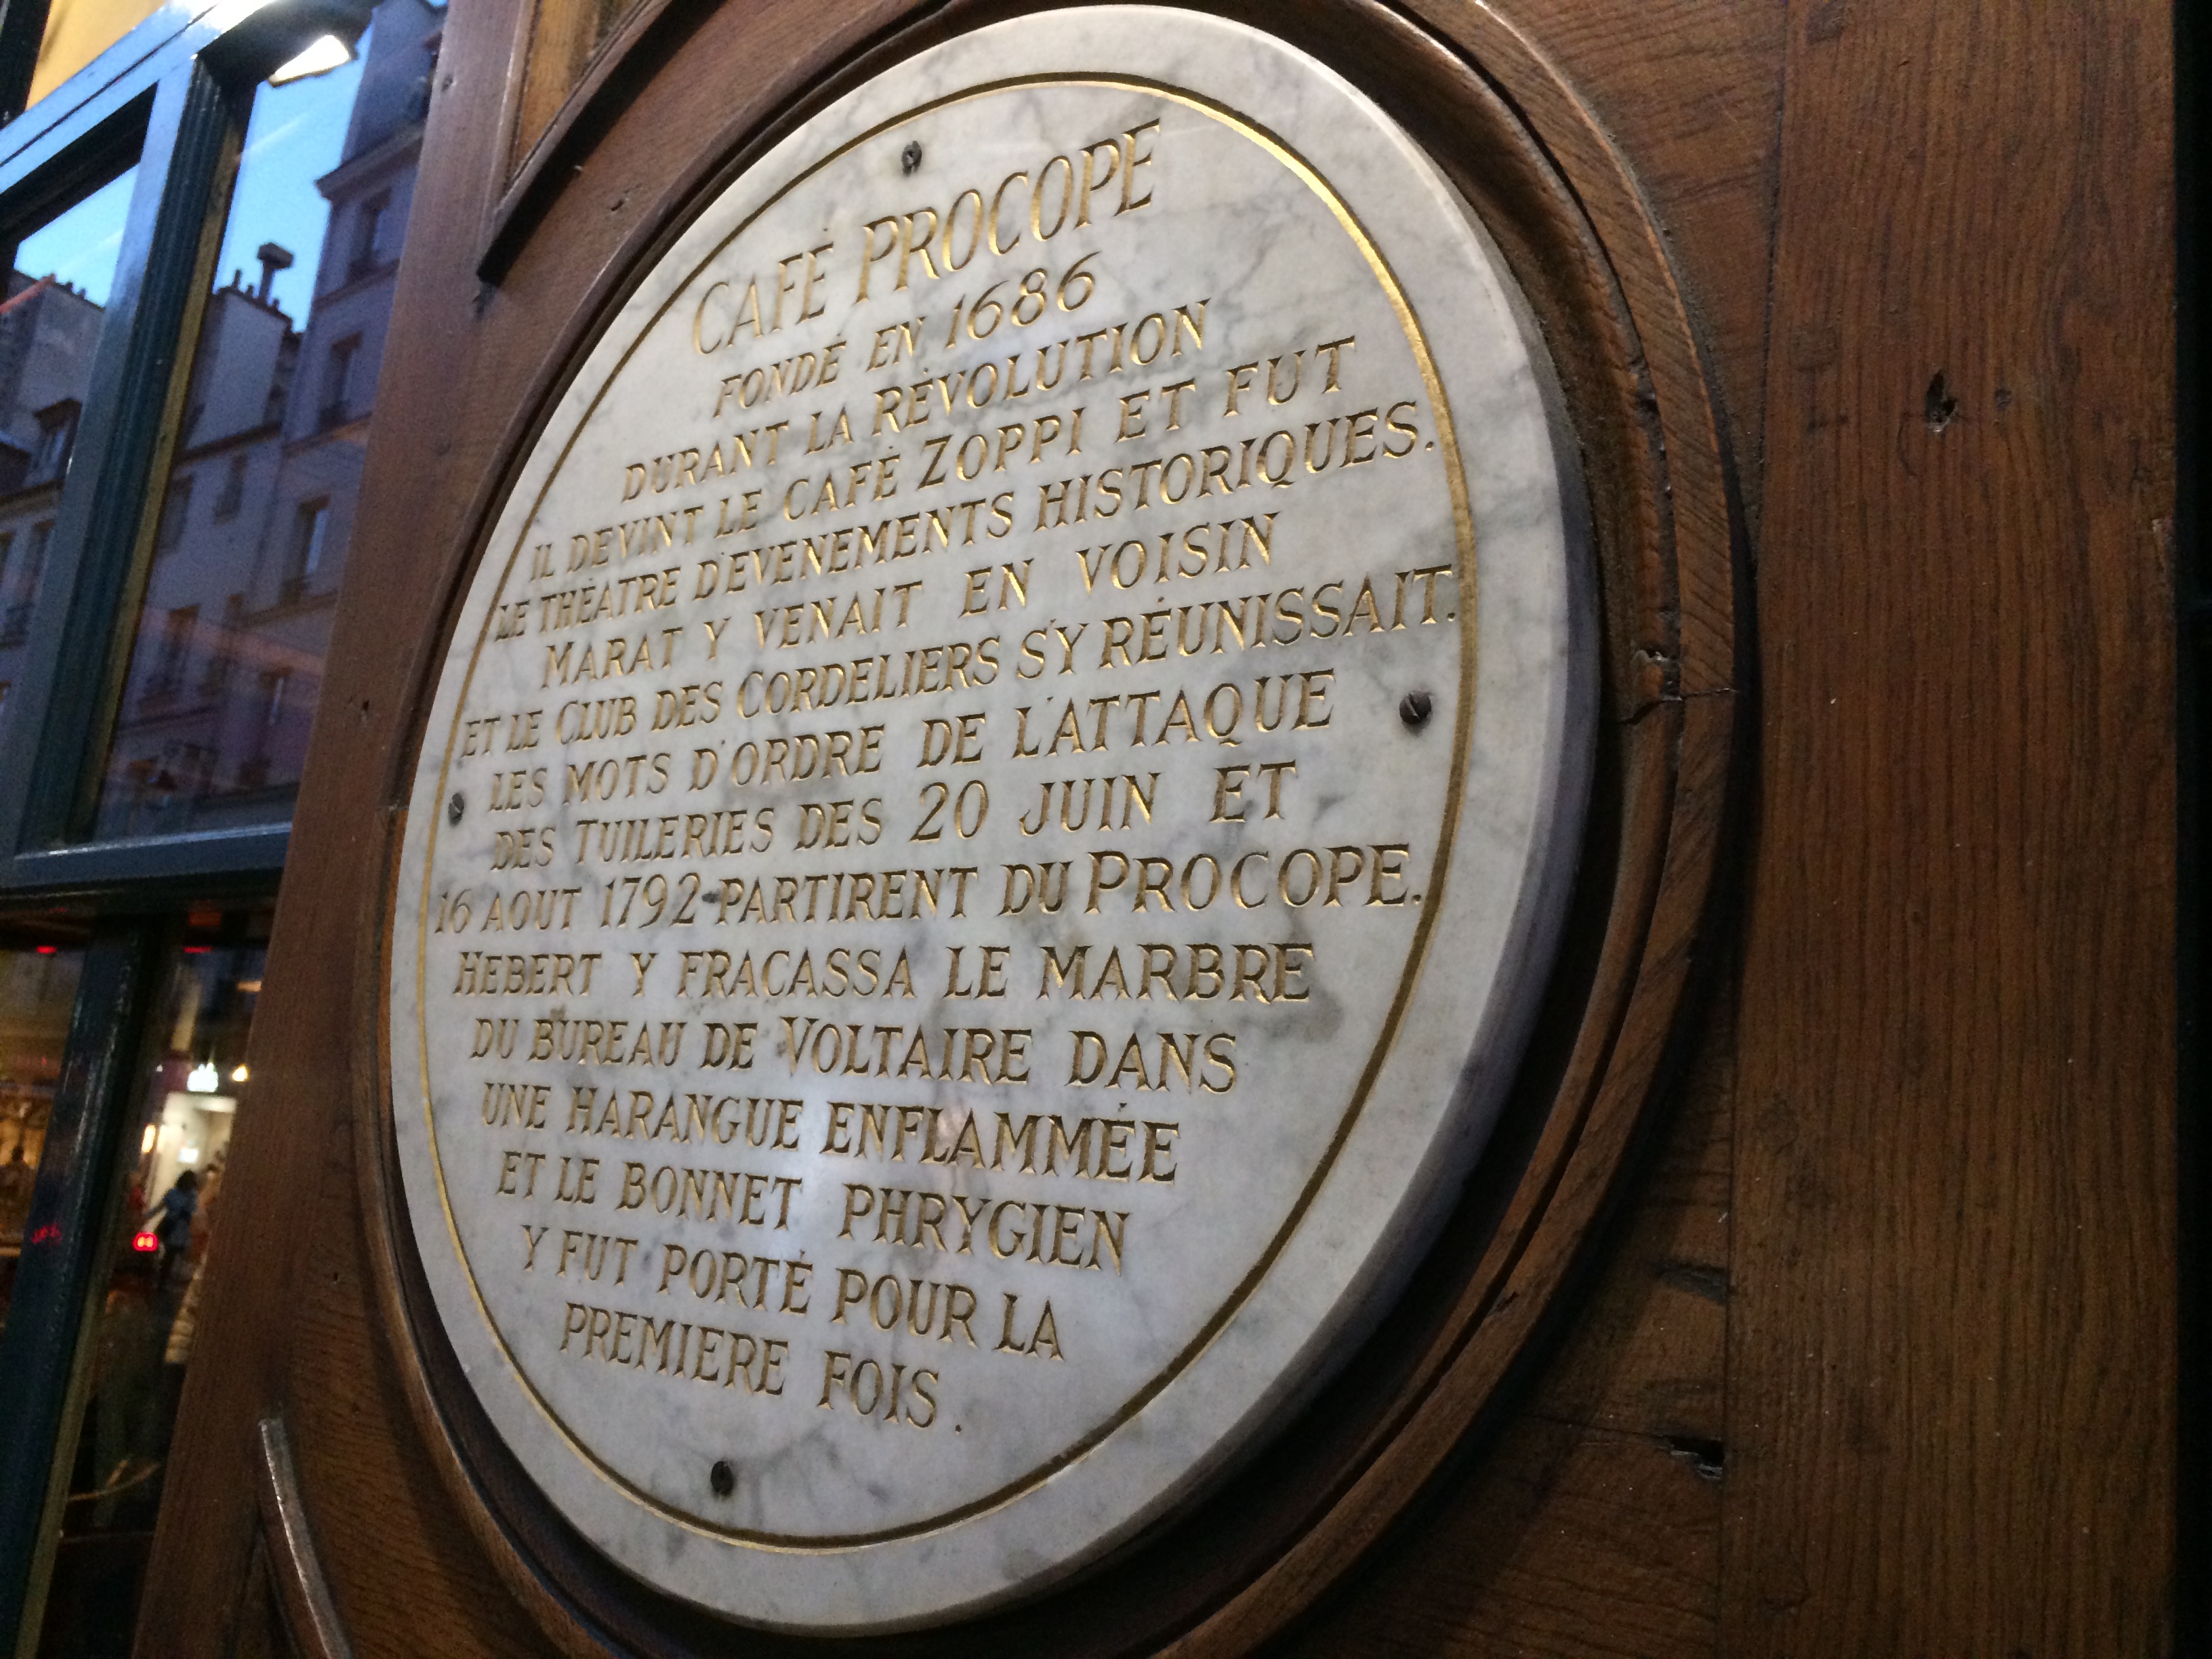 CAFÉ PROCOPE
FONDÉ EN 1686
DURANT LA RÉVOLUTION
IL DEVINT LE CAFÉ ZOPPI ET FUT
LE THÉATRE D'EVENEMENTS HISTORIQUES.
MARAT Y VENAIT EN VOISIN
ET LE CLUB DES CORDELIERS S'Y RÉUNISSAIT.
LES MOTS D'ORDRE DE L'ATTAQUE
DES TUILERIES DES 20 JUIN ET
16 AOUT 1792 PARTIRENT DU PROCOPE.
HEBERT Y FRACASSA LE MARBRE
DU BUREAU DE VOLTAIRE DANS
UNE HARANGUE ENFLAMMÉE
ET LE BONNET PHRYGIEN
Y FUT PORTÉ POUR LA
PREMIERE FOIS.